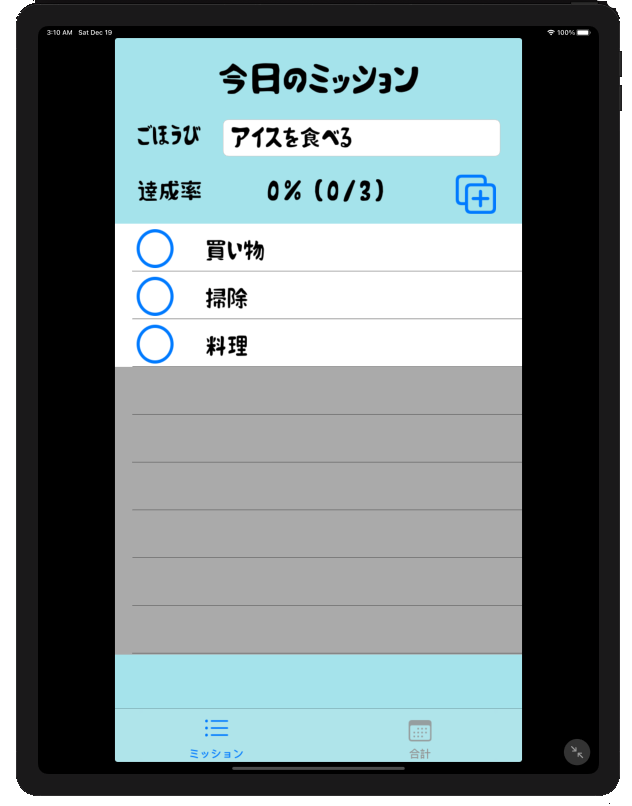 3:10 AM Sat Dec 19 100%
今日のミッション
ごほうび アイスを食べる
達成率 0% (0/3)
買い物
掃除
料理
ミッション 合計